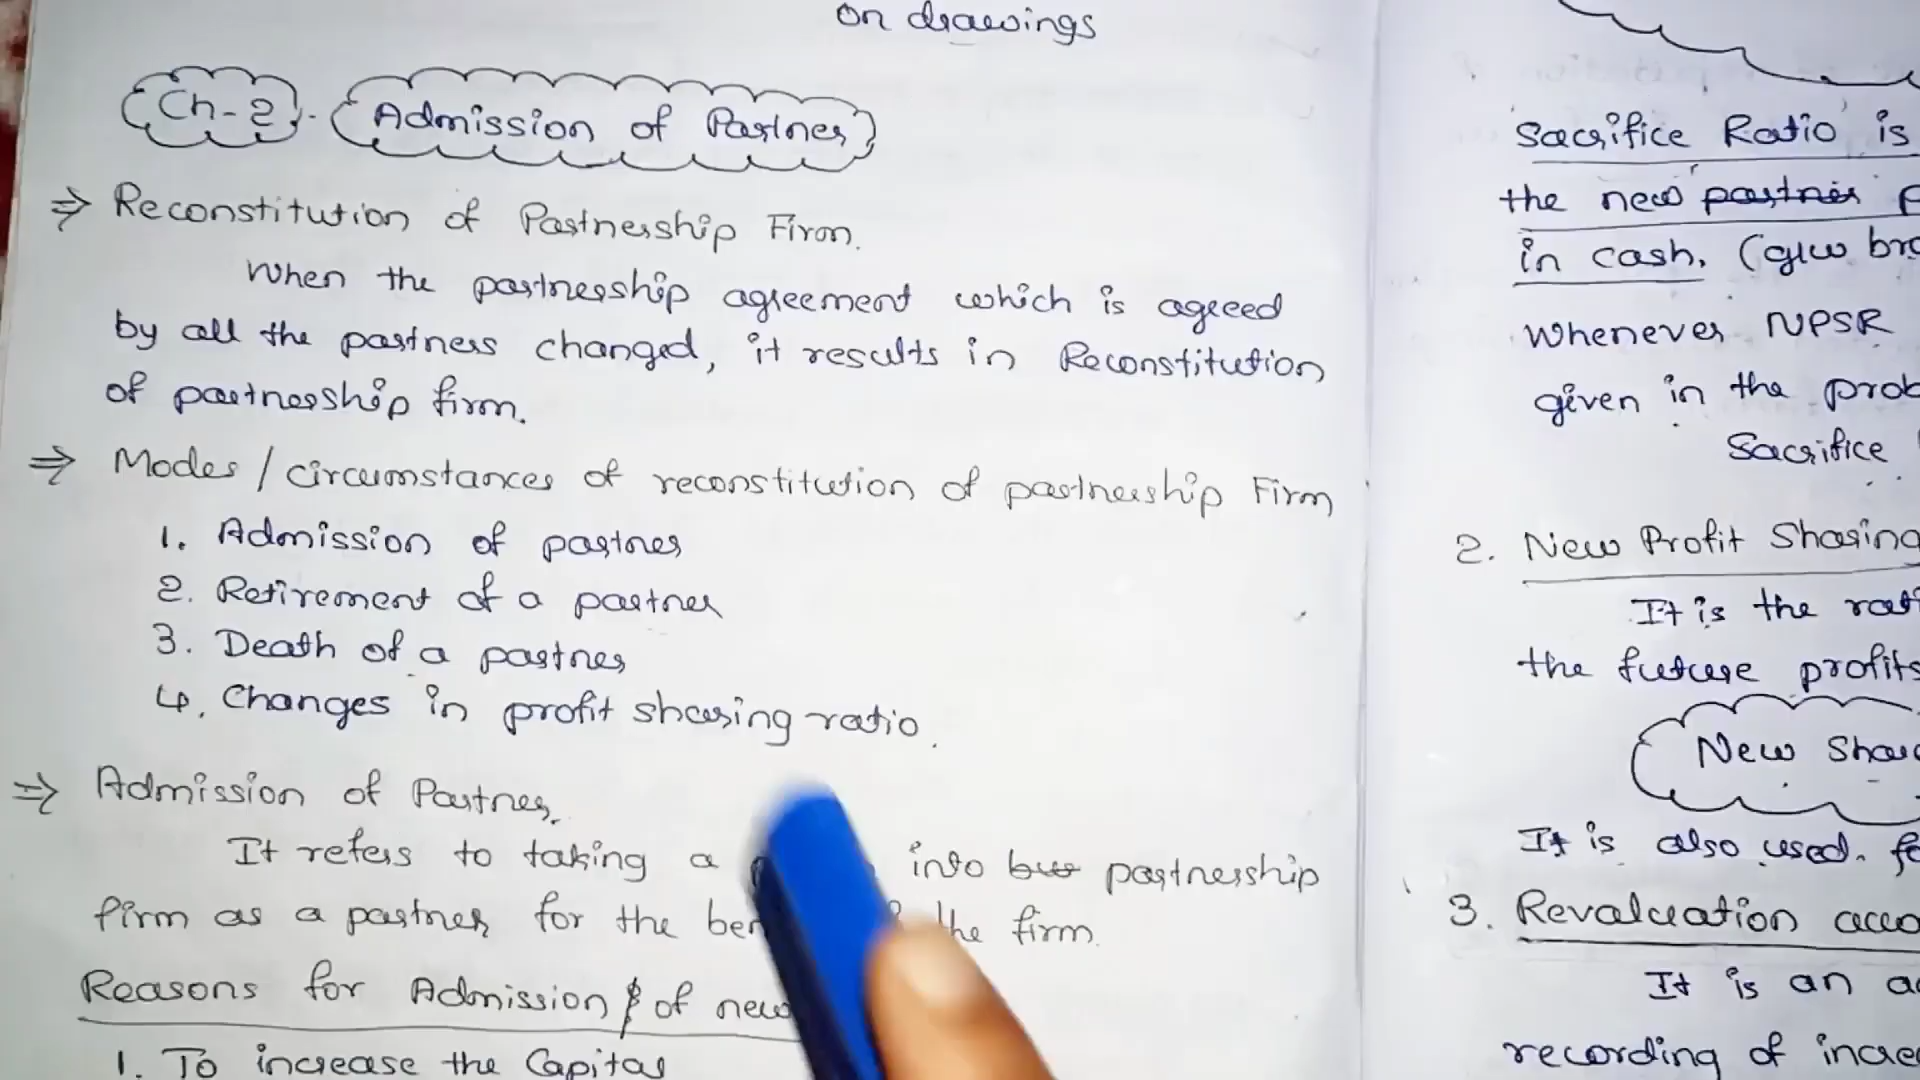 on drawings
Ch-2. Admission of Partner
⇒ Reconstitution of Partnership Firm.
When the partnership agreement which is agreed
by all the partners changed, it results in Reconstitution
of partnership firm.
⇒ Modes / circumstances of reconstitution of partnership Firm
1. Admission of partner
2. Retirement of a partner
3. Death of a partner
4. Changes in profit sharing ratio.
⇒ Admission of Partner.
It refers to taking a into partnership
firm as a partner for the the firm.
Reasons for Admission of new
1. To increase the Capital
Sacrifice Ratio is
the new partner
in cash. (g/w
Whenever NPSR
given in the
Sacrifice
2. New Profit Sharing
It is the
the future profits
New
It is also used.
3. Revaluation
It is an
recording of